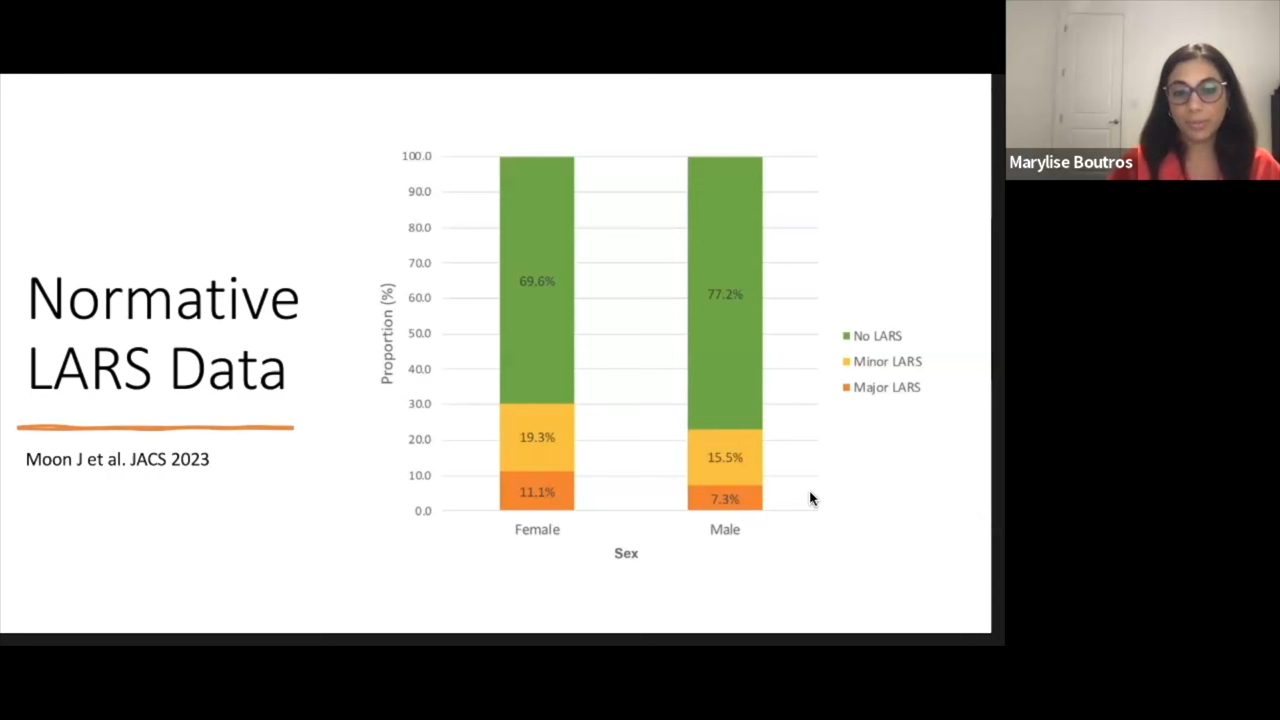 Marylise Boutros
Normative
LARS Data
Moon J et al. JACS 2023
Proportion (%)
100.0
90.0
80.0
70.0
60.0
50.0
40.0
30.0
20.0
10.0
0.0
69.6%
19.3%
11.1%
77.2%
15.5%
7.3%
Female
Male
Sex
No LARS
Minor LARS
Major LARS